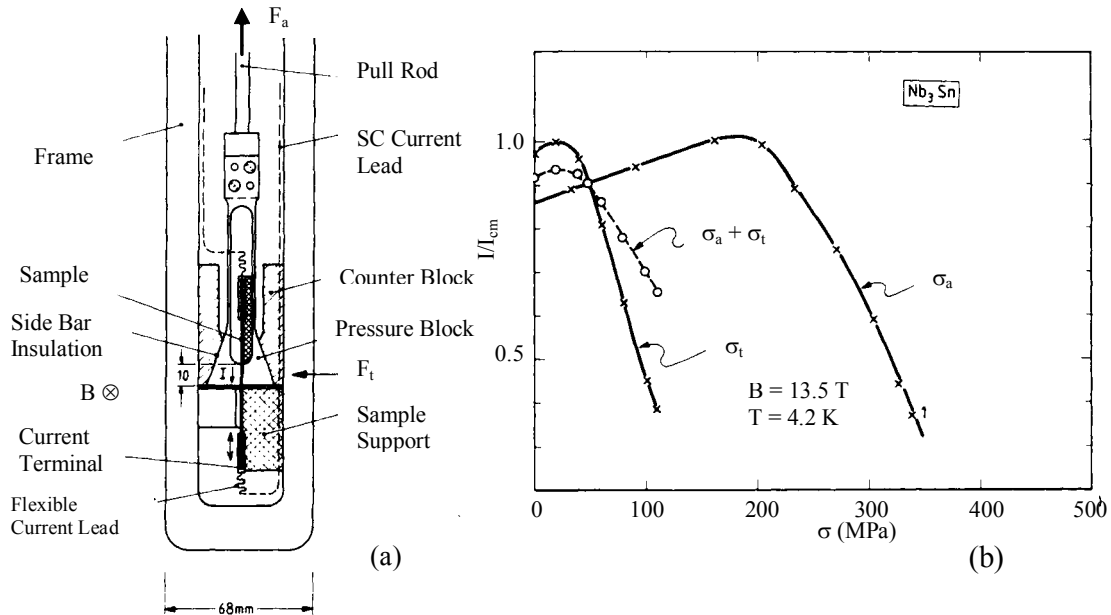 Fₐ
Pull Rod
SC Current
Lead
Frame
Sample
Counter Block
Side Bar
Insulation
Pressure Block
10
I
Fₜ
B ⊗
Sample
Support
Current
Terminal
Flexible
Current Lead
(a)
68mm
Nb₃Sn
1.0
I/Icm
σₐ + σₜ
σₐ
0.5
σₜ
B = 13.5 T
T = 4.2 K
1
0
100
200
300
400
500
σ (MPa)
(b)